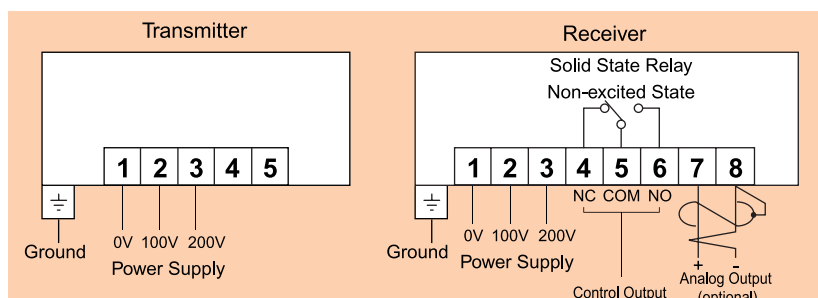 Transmitter
1 2 3 4 5
0V 100V 200V
Ground
Power Supply
Receiver
Solid State Relay
Non-excited State
1 2 3 4 5 6 7 8
NC COM NO
0V 100V 200V
Ground
Power Supply
+ -
Control Output
Analog Output
(optional)